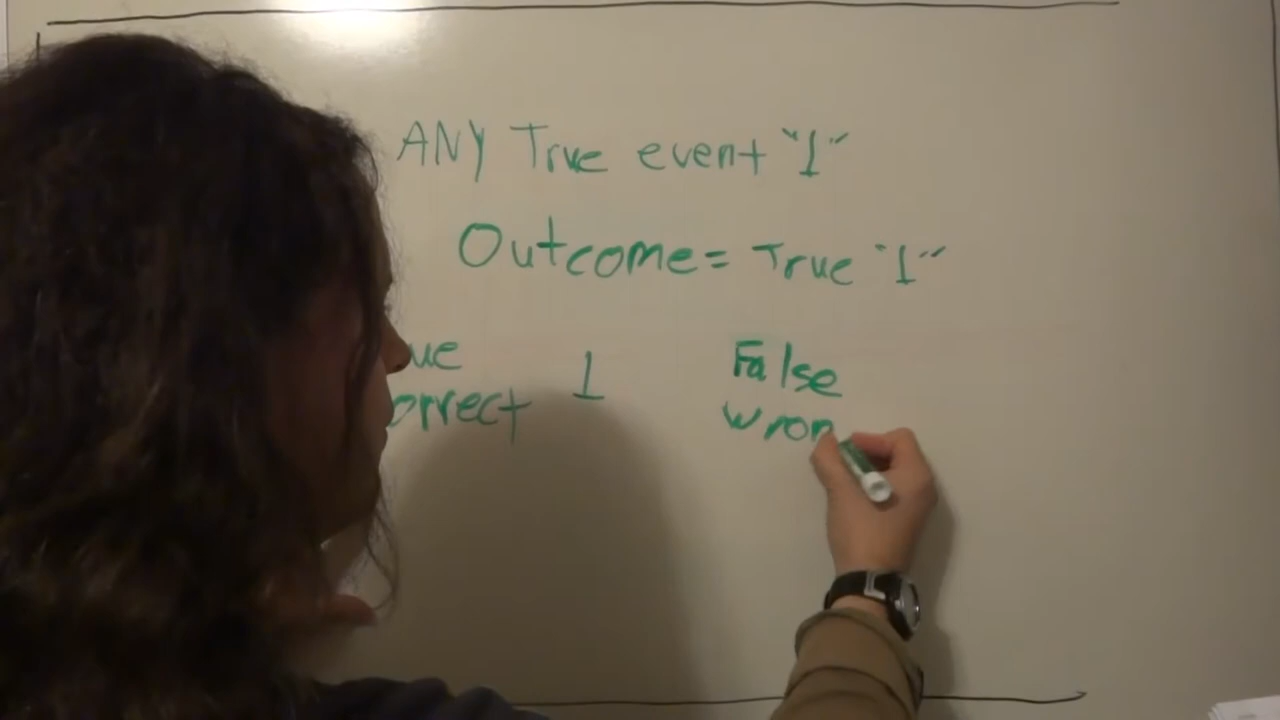 ANY True event "1"
Outcome = True "1"
ue 1 False
orrect wron